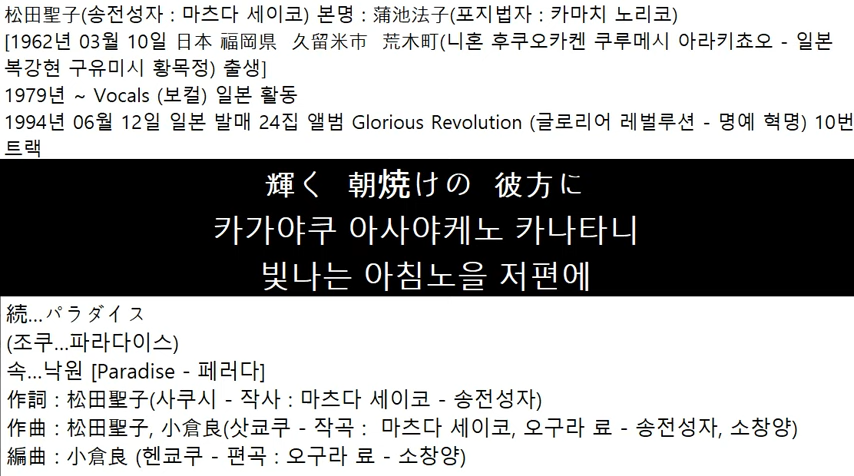 松田聖子(송전성자 : 마츠다 세이코) 본명 : 蒲池法子(포지법자 : 카마치 노리코)
[1962년 03월 10일 日本 福岡県 久留米市 荒木町(니혼 후쿠오카켄 쿠루메시 아라키쵸오 - 일본
복강현 구유미시 황목정) 출생]
1979년 ~ Vocals (보컬) 일본 활동
1994년 06월 12일 일본 발매 24집 앨범 Glorious Revolution (글로리어 레벌루션 - 명예 혁명) 10번
트랙
輝く 朝焼けの 彼方に
카가야쿠 아사야케노 카나타니
빛나는 아침노을 저편에
続...パラダイス
(조쿠...파라다이스)
속...낙원 [Paradise - 페러다]
作詞 : 松田聖子(사쿠시 - 작사 : 마츠다 세이코 - 송전성자)
作曲 : 松田聖子, 小倉良(삿쿄쿠 - 작곡 : 마츠다 세이코, 오구라 료 - 송전성자, 소창양)
編曲 : 小倉良 (헨쿄쿠 - 편곡 : 오구라 료 - 소창양)